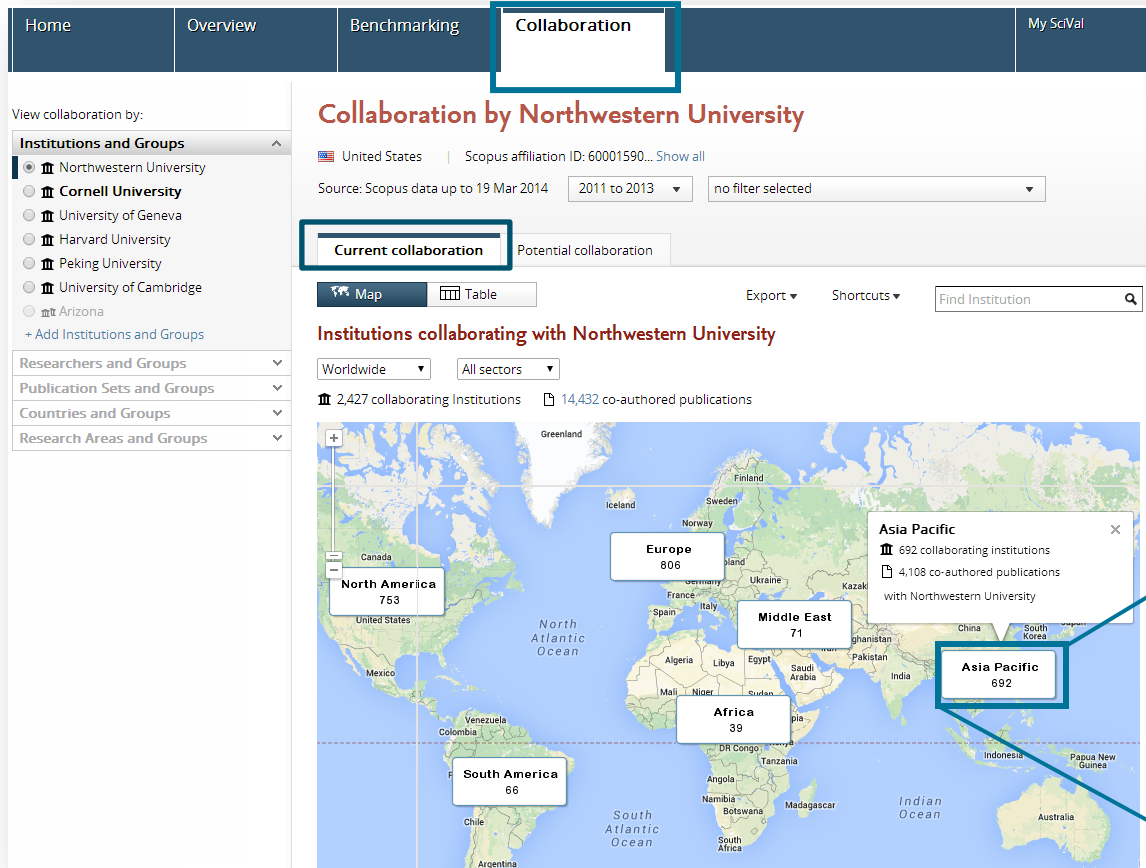 Home
Overview
Benchmarking
Collaboration
My SciVal
View collaboration by:
Institutions and Groups
Northwestern University
Cornell University
University of Geneva
Harvard University
Peking University
University of Cambridge
Arizona
+ Add Institutions and Groups
Researchers and Groups
Publication Sets and Groups
Countries and Groups
Research Areas and Groups
Collaboration by Northwestern University
United States | Scopus affiliation ID: 60001590... Show all
Source: Scopus data up to 19 Mar 2014 2011 to 2013 no filter selected
Current collaboration Potential collaboration
Map Table Export Shortcuts Find Institution
Institutions collaborating with Northwestern University
Worldwide All sectors
2,427 collaborating Institutions 14,432 co-authored publications
Greenland
Finland
Iceland
Sweden
Norway
Asia Pacific
692 collaborating institutions
4,108 co-authored publications
with Northwestern University
Europe
806
Canada
North America
753
United States
Germany
Ukraine
France
Spain
Italy
Middle East
71
China
South
Korea
North
Atlantic
Ocean
Pakistan
India
Asia Pacific
692
Mexico
Algeria
Libya
Egypt
Saudi
Arabia
Mali
Niger
Sudan
Africa
39
Venezuela
Colombia
DR Congo
Kenya
Tanzania
Indonesia
Papua New
Guinea
South America
66
Angola
Namibia
Botswana
Madagascar
Indian
Ocean
Australia
South
Atlantic
Ocean
Chile
South
Africa
Argentina